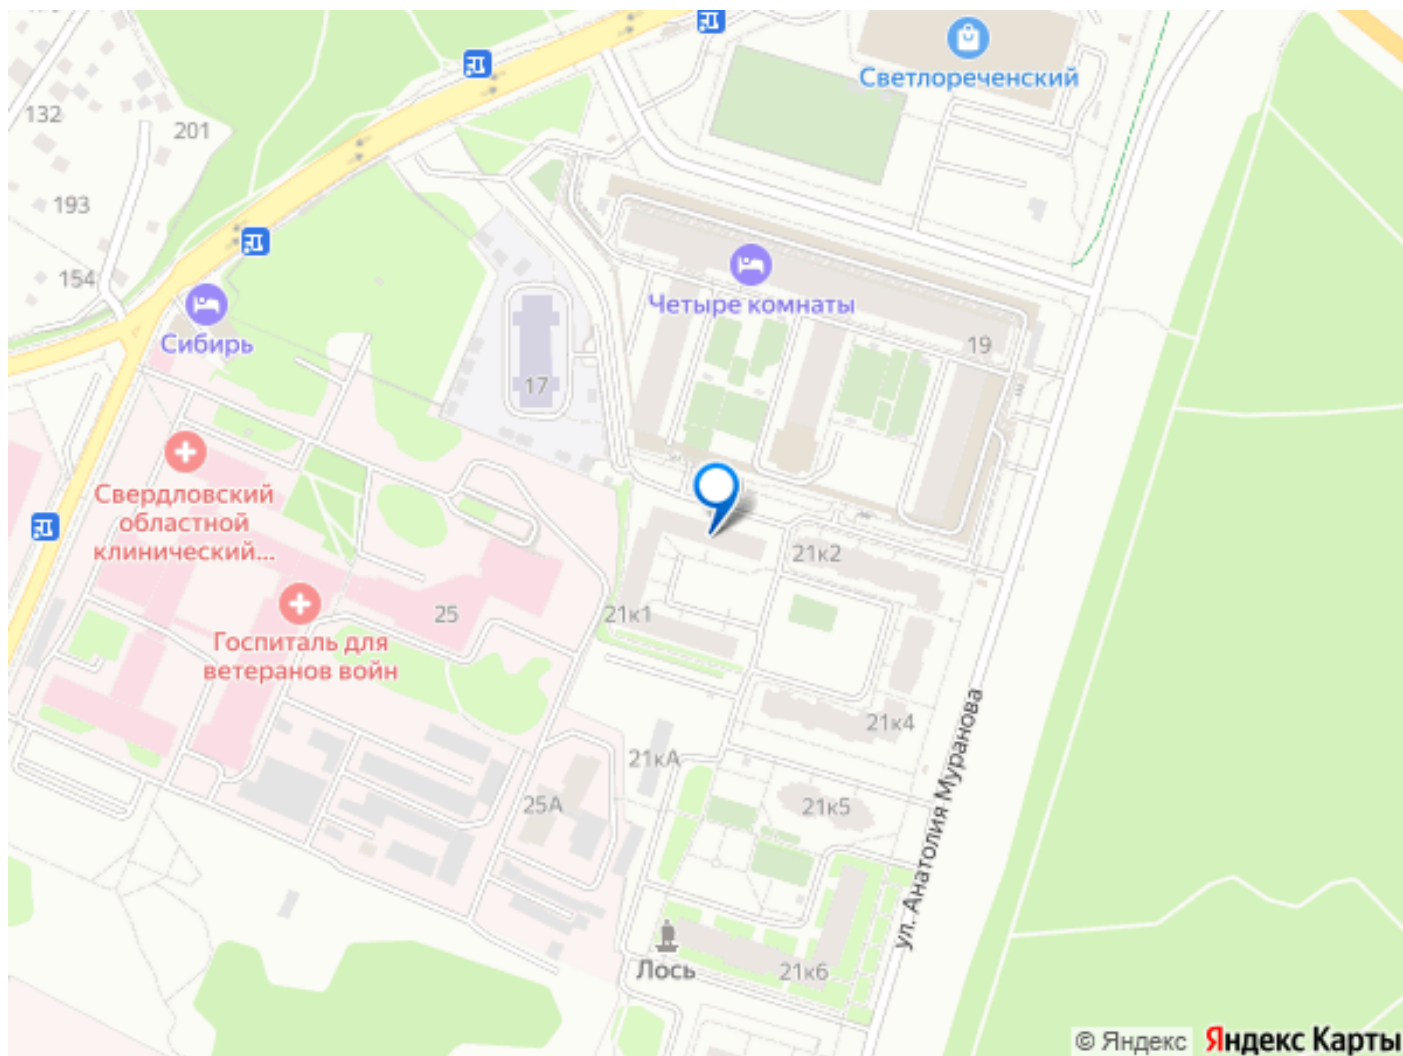 132
201
193
154
Светлореченский
Четыре комнаты
19
Сибирь
17
Свердловский
областной
клинический...
21к2
25
21к1
Госпиталь для
ветеранов войн
21к4
21кА
ул. Анатолия Муранова
25А
21к5
Лось
21к6
© Яндекс Яндекс Карты